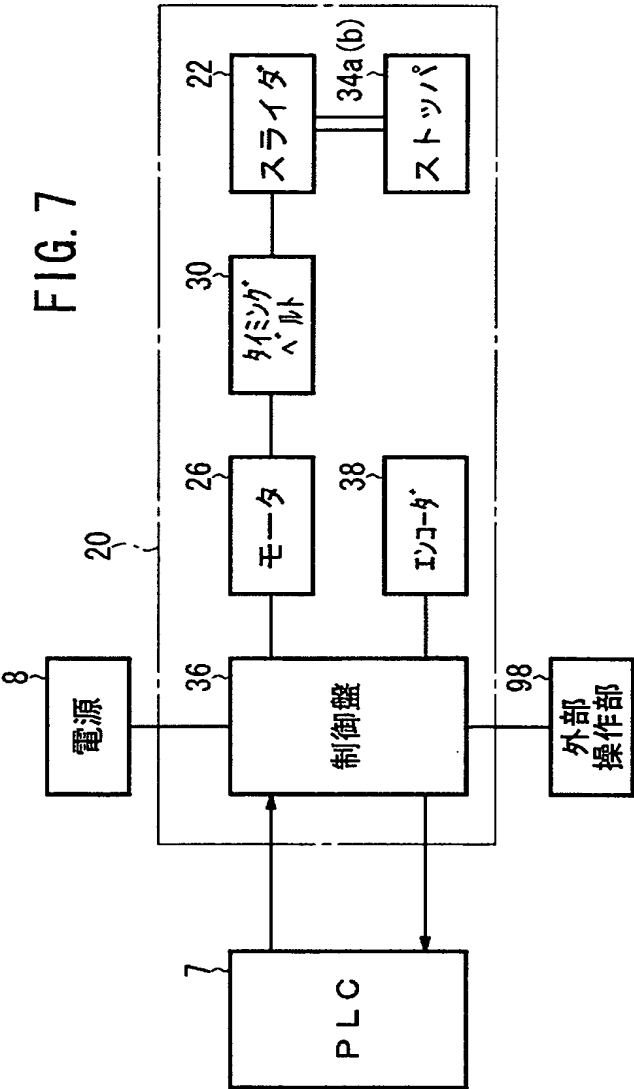 FIG. 7
20
8
電源
7
PLC
36
制御盤
26
モータ
30
タイミング
ベルト
22
スライダ
38
エンコーダ
34a(b)
ストッパ
98
外部
操作部